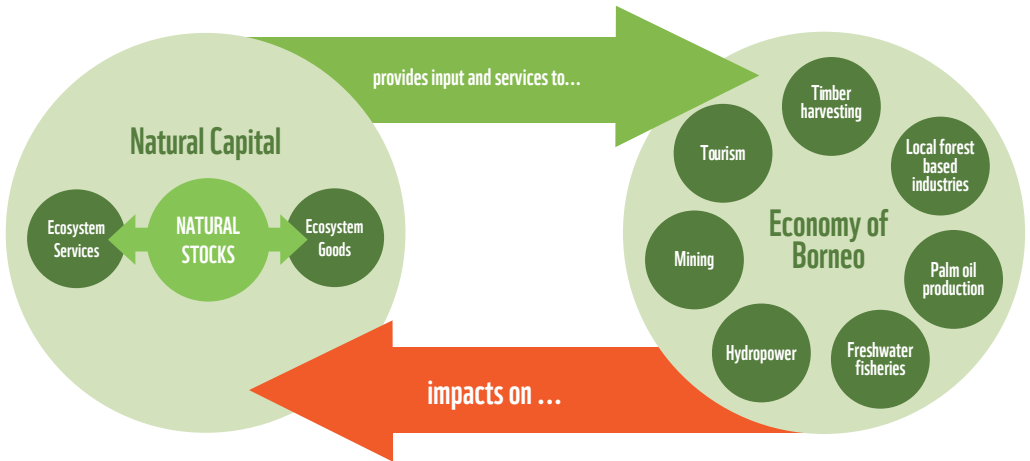 provides input and services to...
Natural Capital
Ecosystem
Services
NATURAL
STOCKS
Ecosystem
Goods
Timber
harvesting
Tourism
Local forest
based
industries
Economy of
Borneo
Mining
Palm oil
production
Hydropower
Freshwater
fisheries
impacts on ...